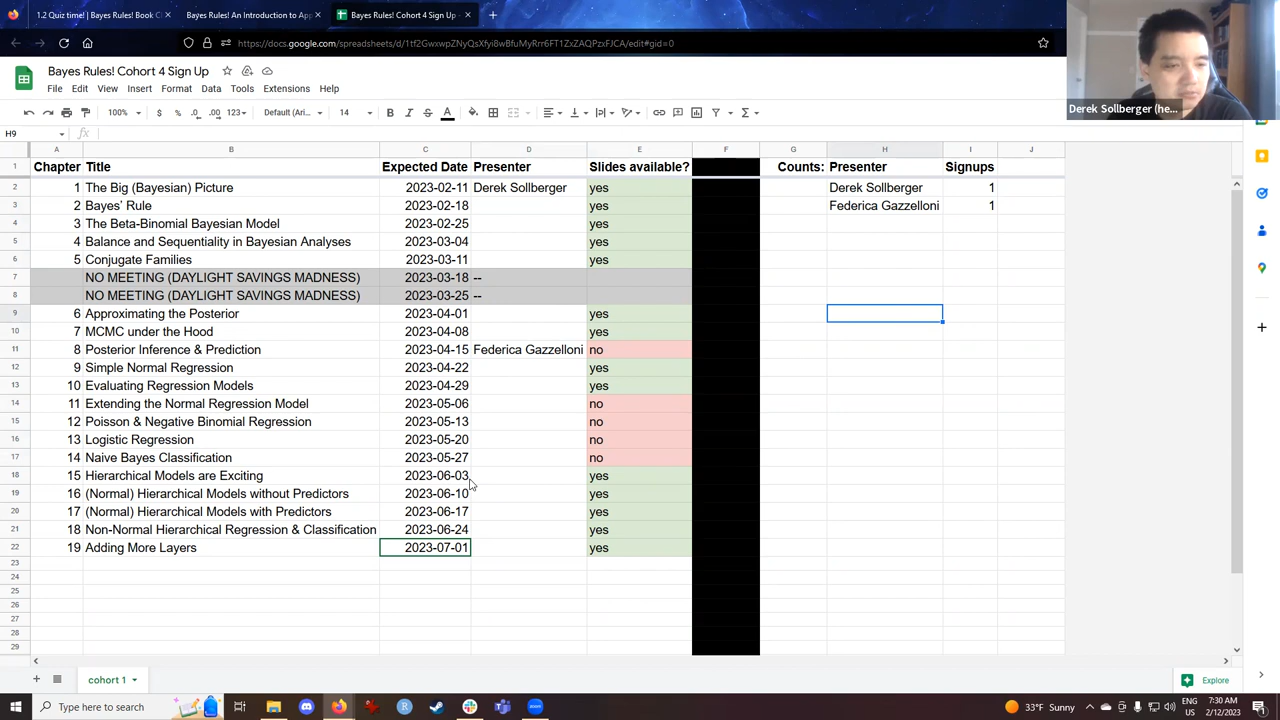 1.2 Quiz time! | Bayes Rules! Book Cl
Bayes Rules! An Introduction to App
Bayes Rules! Cohort 4 Sign Up -
https://docs.google.com/spreadsheets/d/
/edit#gid=0
Derek Sollberger (he...
Bayes Rules! Cohort 4 Sign Up
File Edit View Insert Format Data Tools Extensions Help
100% $ % .0 .00 123 Default (Ari... 14 B I S A
H9 fx
A B C D E F G H I J
1 Chapter Title Expected Date Presenter Slides available? Counts: Presenter Signups
2 1 The Big (Bayesian) Picture 2023-02-11 Derek Sollberger yes Derek Sollberger 1
3 2 Bayes' Rule 2023-02-18 yes Federica Gazzelloni 1
4 3 The Beta-Binomial Bayesian Model 2023-02-25 yes
5 4 Balance and Sequentiality in Bayesian Analyses 2023-03-04 yes
6 5 Conjugate Families 2023-03-11 yes
7 NO MEETING (DAYLIGHT SAVINGS MADNESS) 2023-03-18 --
8 NO MEETING (DAYLIGHT SAVINGS MADNESS) 2023-03-25 --
9 6 Approximating the Posterior 2023-04-01 yes
10 7 MCMC under the Hood 2023-04-08 yes
11 8 Posterior Inference & Prediction 2023-04-15 Federica Gazzelloni no
12 9 Simple Normal Regression 2023-04-22 yes
13 10 Evaluating Regression Models 2023-04-29 yes
14 11 Extending the Normal Regression Model 2023-05-06 no
15 12 Poisson & Negative Binomial Regression 2023-05-13 no
16 13 Logistic Regression 2023-05-20 no
17 14 Naive Bayes Classification 2023-05-27 no
18 15 Hierarchical Models are Exciting 2023-06-03 yes
19 16 (Normal) Hierarchical Models without Predictors 2023-06-10 yes
20 17 (Normal) Hierarchical Models with Predictors 2023-06-17 yes
21 18 Non-Normal Hierarchical Regression & Classification 2023-06-24 yes
22 19 Adding More Layers 2023-07-01 yes
23
24
25
26
27
28
29
cohort 1
Explore
Type here to search
33°F Sunny
ENG
US
7:30 AM
2/12/2023